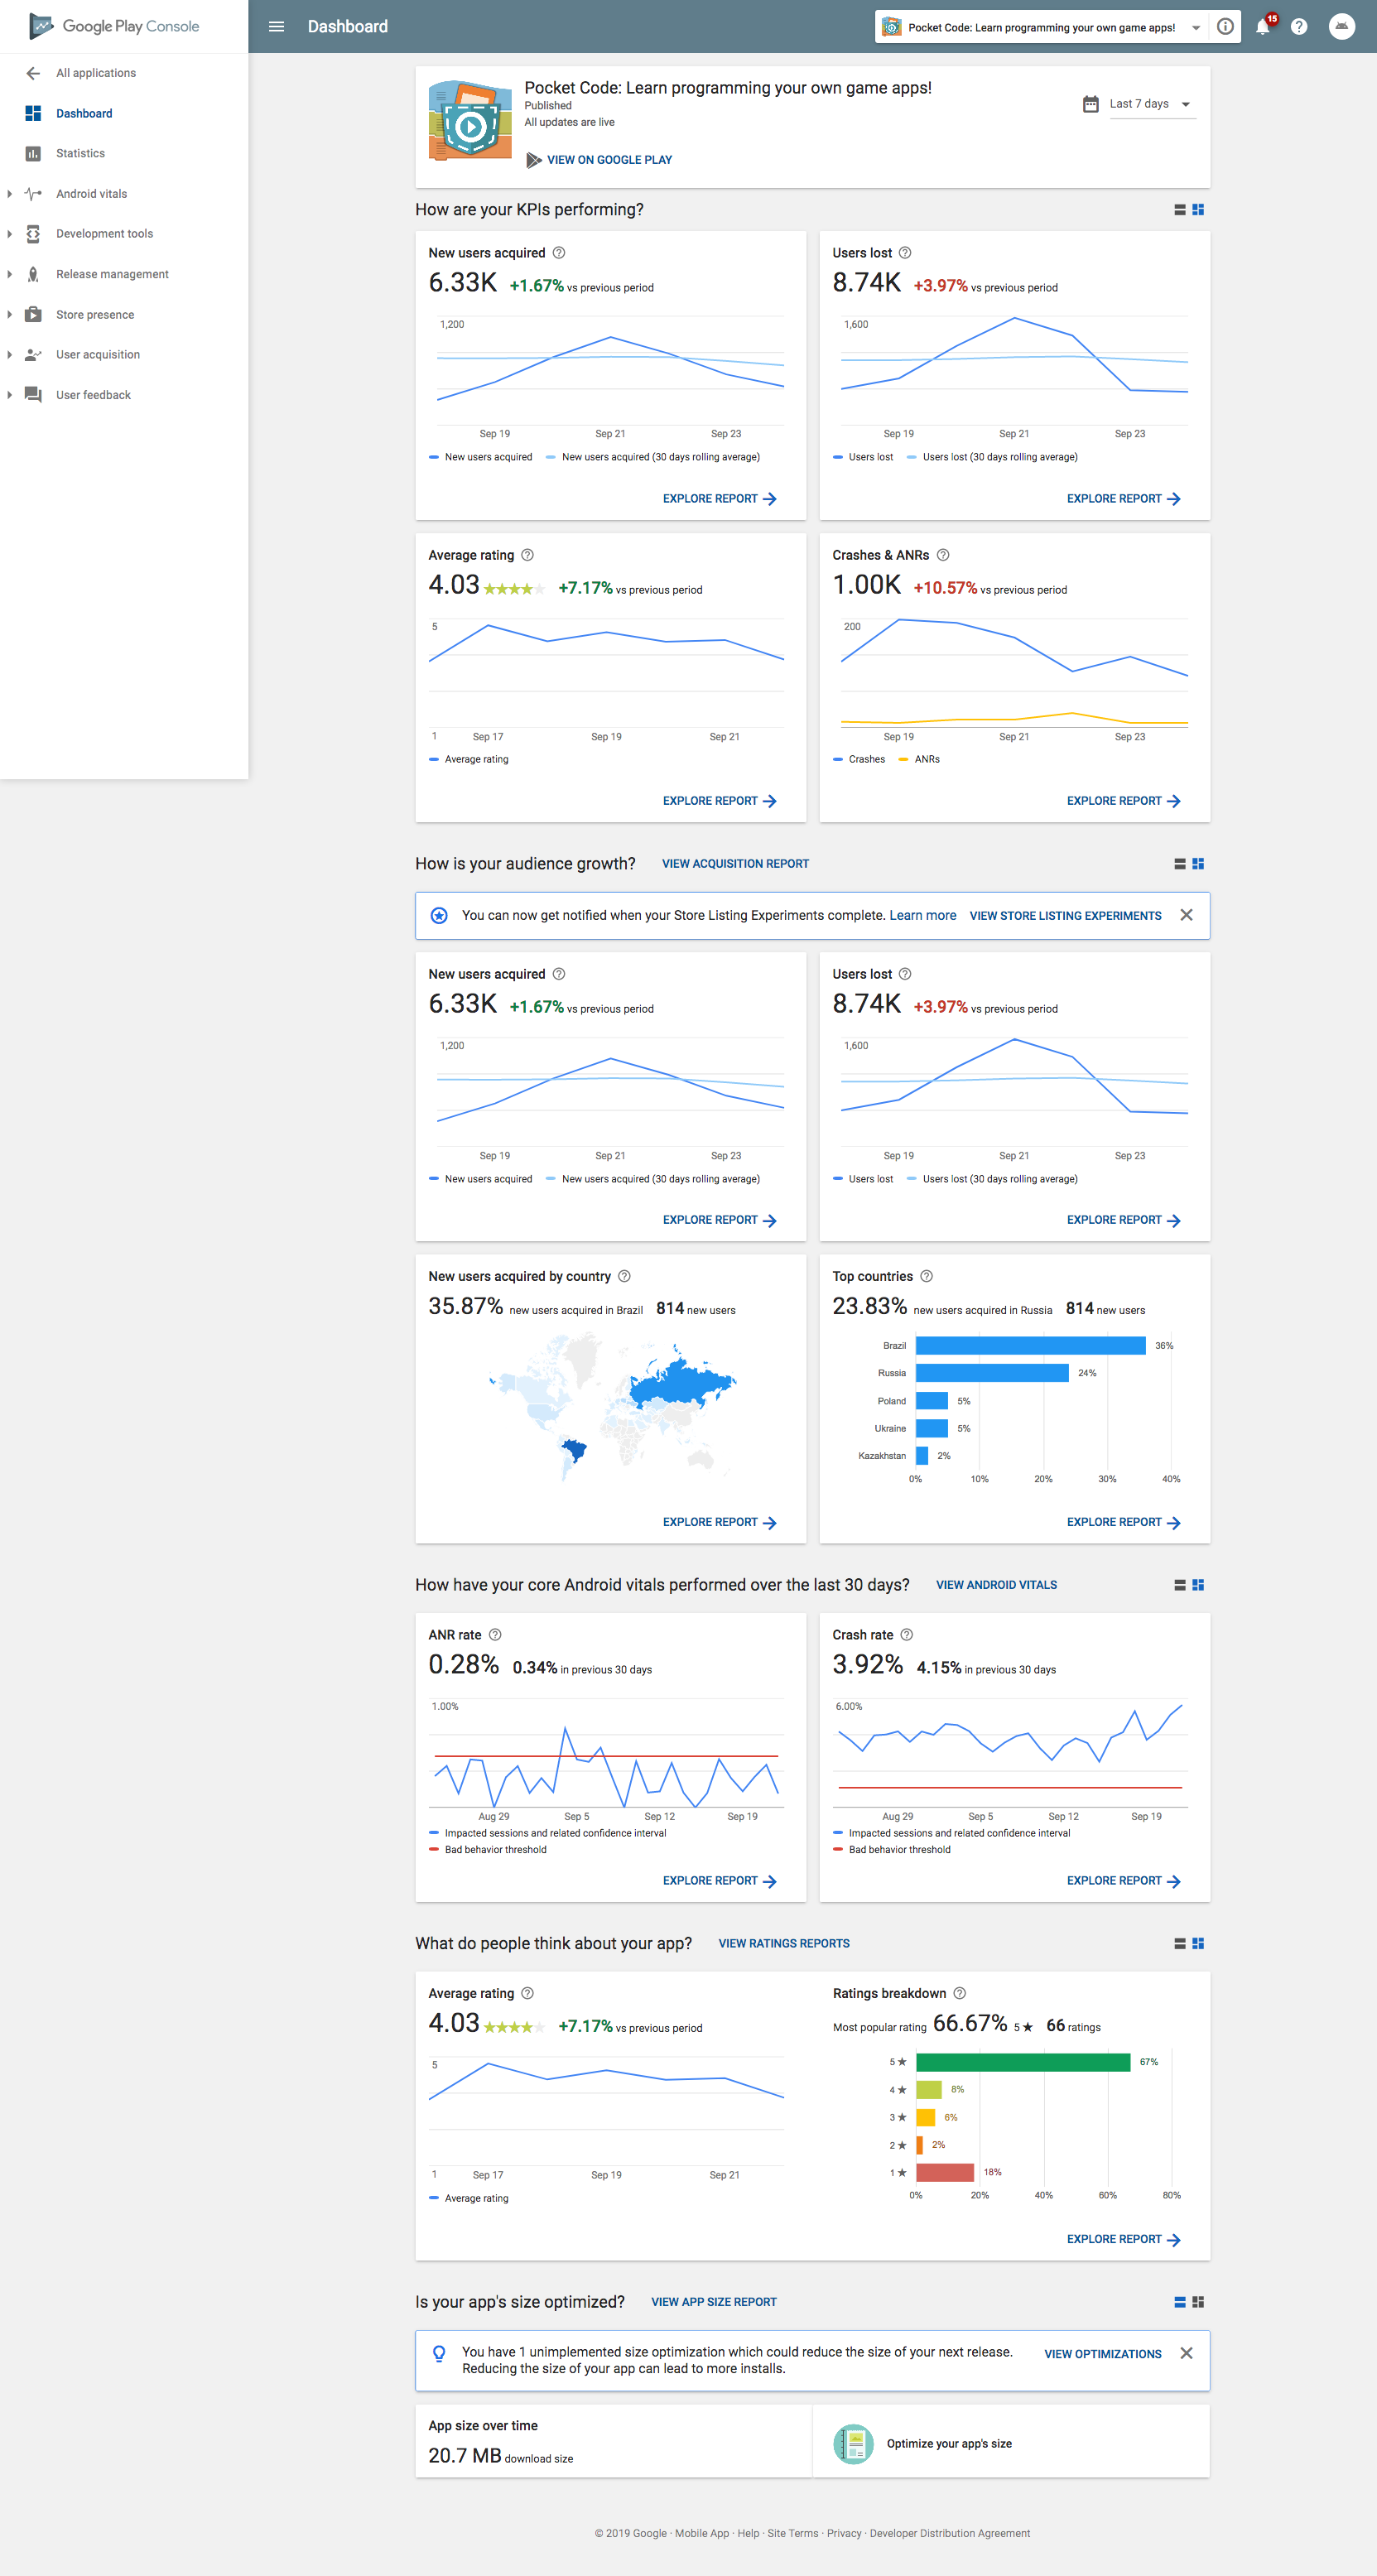 Google Play Console
Dashboard
Pocket Code: Learn programming your own game apps!
15
All applications
Dashboard
Statistics
Android vitals
Development tools
Release management
Store presence
User acquisition
User feedback
Pocket Code: Learn programming your own game apps!
Published
All updates are live
VIEW ON GOOGLE PLAY
Last 7 days
How are your KPIs performing?
New users acquired
6.33K +1.67% vs previous period
1,200
Sep 19 Sep 21 Sep 23
New users acquired New users acquired (30 days rolling average)
EXPLORE REPORT
Users lost
8.74K +3.97% vs previous period
1,600
Sep 19 Sep 21 Sep 23
Users lost Users lost (30 days rolling average)
EXPLORE REPORT
Average rating
4.03 ★★★★★ +7.17% vs previous period
5
1 Sep 17 Sep 19 Sep 21
Average rating
EXPLORE REPORT
Crashes & ANRs
1.00K +10.57% vs previous period
200
Sep 19 Sep 21 Sep 23
Crashes ANRs
EXPLORE REPORT
How is your audience growth? VIEW ACQUISITION REPORT
You can now get notified when your Store Listing Experiments complete. Learn more VIEW STORE LISTING EXPERIMENTS
New users acquired
6.33K +1.67% vs previous period
1,200
Sep 19 Sep 21 Sep 23
New users acquired New users acquired (30 days rolling average)
EXPLORE REPORT
Users lost
8.74K +3.97% vs previous period
1,600
Sep 19 Sep 21 Sep 23
Users lost Users lost (30 days rolling average)
EXPLORE REPORT
New users acquired by country
35.87% new users acquired in Brazil 814 new users
EXPLORE REPORT
Top countries
23.83% new users acquired in Russia 814 new users
Brazil 36%
Russia 24%
Poland 5%
Ukraine 5%
Kazakhstan 2%
0% 10% 20% 30% 40%
EXPLORE REPORT
How have your core Android vitals performed over the last 30 days? VIEW ANDROID VITALS
ANR rate
0.28% 0.34% in previous 30 days
1.00%
Aug 29 Sep 5 Sep 12 Sep 19
Impacted sessions and related confidence interval
Bad behavior threshold
EXPLORE REPORT
Crash rate
3.92% 4.15% in previous 30 days
6.00%
Aug 29 Sep 5 Sep 12 Sep 19
Impacted sessions and related confidence interval
Bad behavior threshold
EXPLORE REPORT
What do people think about your app? VIEW RATINGS REPORTS
Average rating
4.03 ★★★★★ +7.17% vs previous period
5
1 Sep 17 Sep 19 Sep 21
Average rating
Ratings breakdown
Most popular rating 66.67% 5 ★ 66 ratings
5 ★ 67%
4 ★ 8%
3 ★ 6%
2 ★ 2%
1 ★ 18%
0% 20% 40% 60% 80%
EXPLORE REPORT
Is your app's size optimized? VIEW APP SIZE REPORT
You have 1 unimplemented size optimization which could reduce the size of your next release. VIEW OPTIMIZATIONS
Reducing the size of your app can lead to more installs.
App size over time
20.7 MB download size
Optimize your app's size
© 2019 Google · Mobile App · Help · Site Terms · Privacy · Developer Distribution Agreement